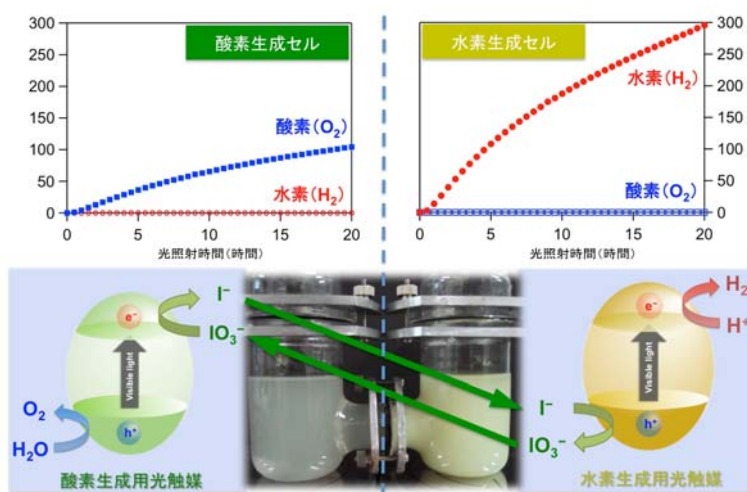 300
250
200
150
100
50
0
酸素生成セル
酸素(O₂)
水素(H₂)
0 5 10 15 20
光照射時間(時間)
水素生成セル
水素(H₂)
酸素(O₂)
300
250
200
150
100
50
0
0 5 10 15 20
光照射時間(時間)
e⁻
I⁻
IO₃⁻
Visible light
O₂
H₂O
h⁺
酸素生成用光触媒
H₂
H⁺
e⁻
Visible light
I⁻
IO₃⁻
h⁺
水素生成用光触媒